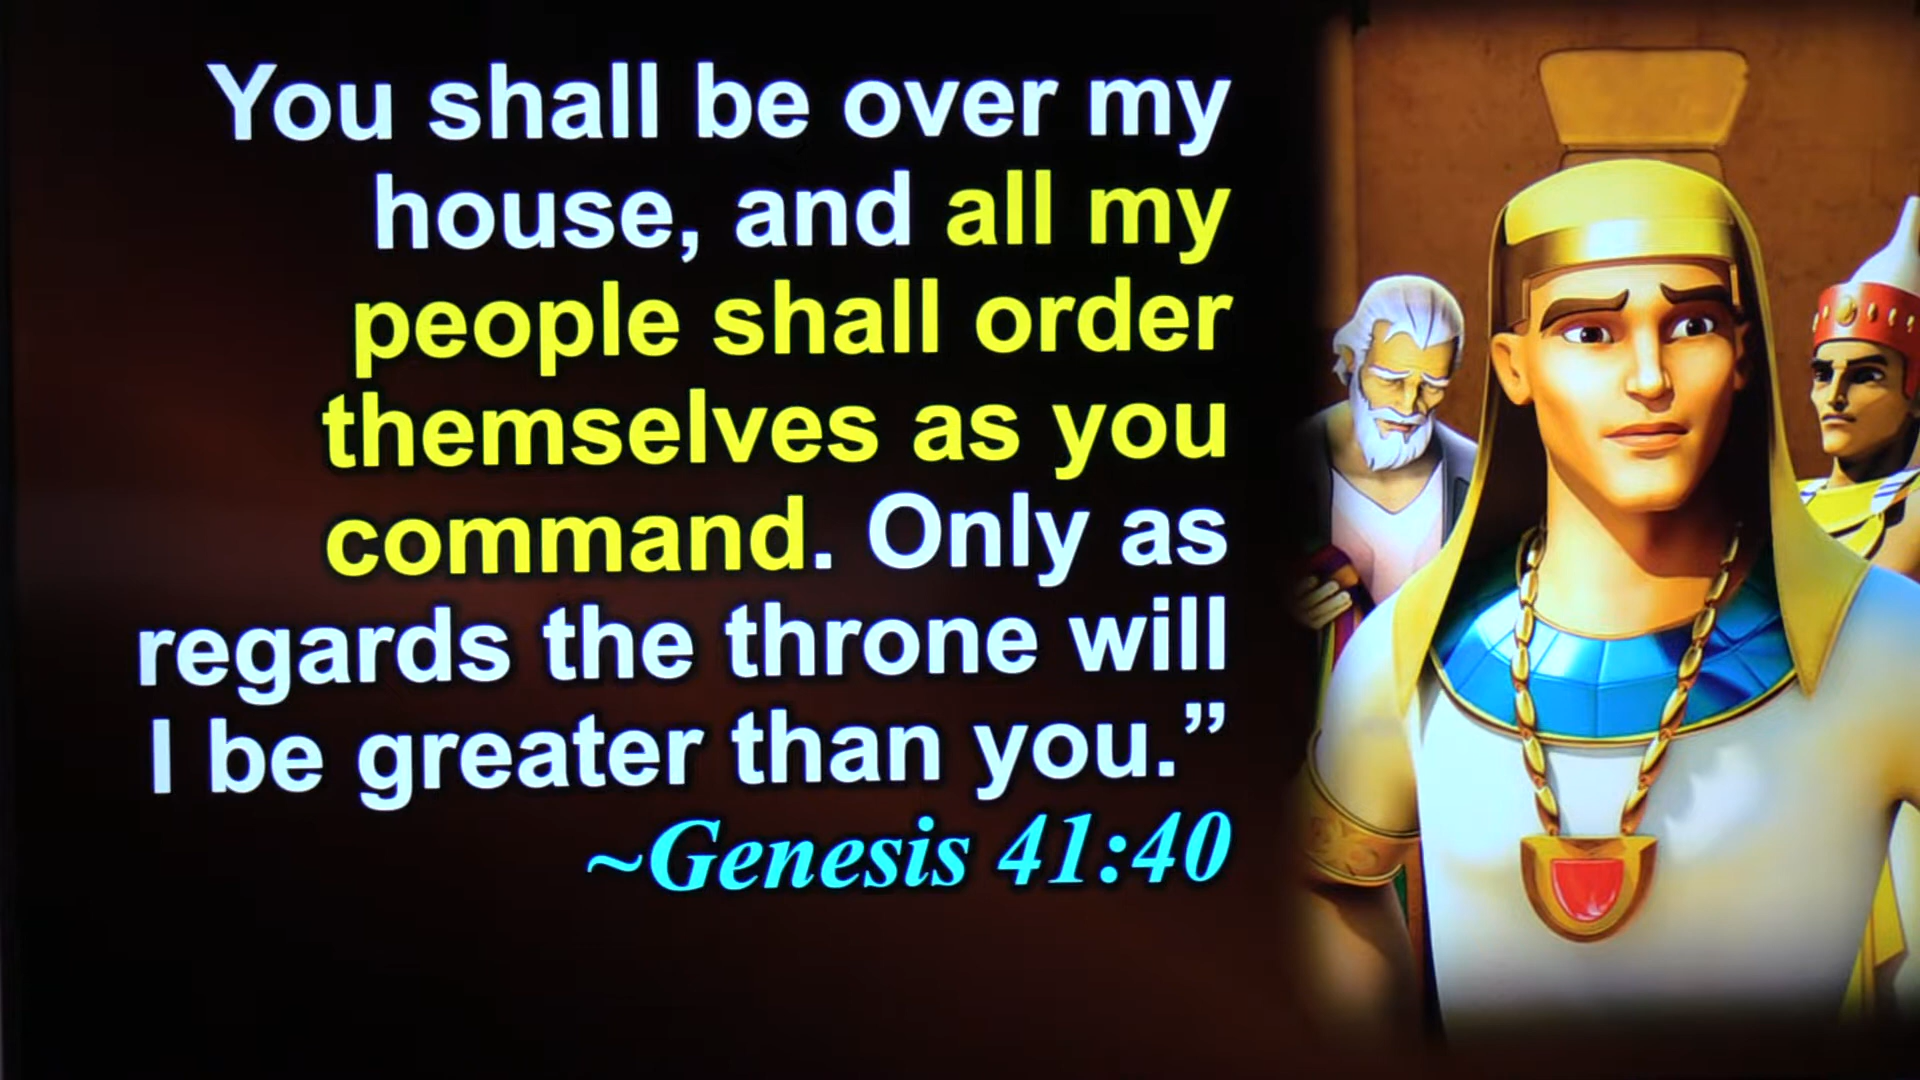 You shall be over my
house, and all my
people shall order
themselves as you
command. Only as
regards the throne will
I be greater than you.”
~Genesis 41:40